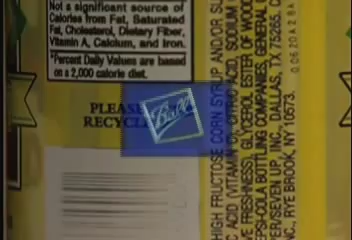 Not a significant source of
Calories from Fat, Saturated
Fat, Cholesterol, Dietary Fiber,
Vitamin A, Calcium, and Iron.
*Percent Daily Values are based
on a 2,000 calorie diet.
PLEASE
RECYCLE
Ball
HIGH FRUCTOSE CORN SYRUP AND/OR SU
C ACID (VITAMIN C), CITRIC ACID, SODIUM
VE FRESHNESS), GLYCEROL ESTER OF WOOD
EPSI-COLA BOTTLING COMPANIES, GENERAL
ER/SEVEN UP, INC., DALLAS, TX 75265.
NC., RYE BROOK, NY 10573.